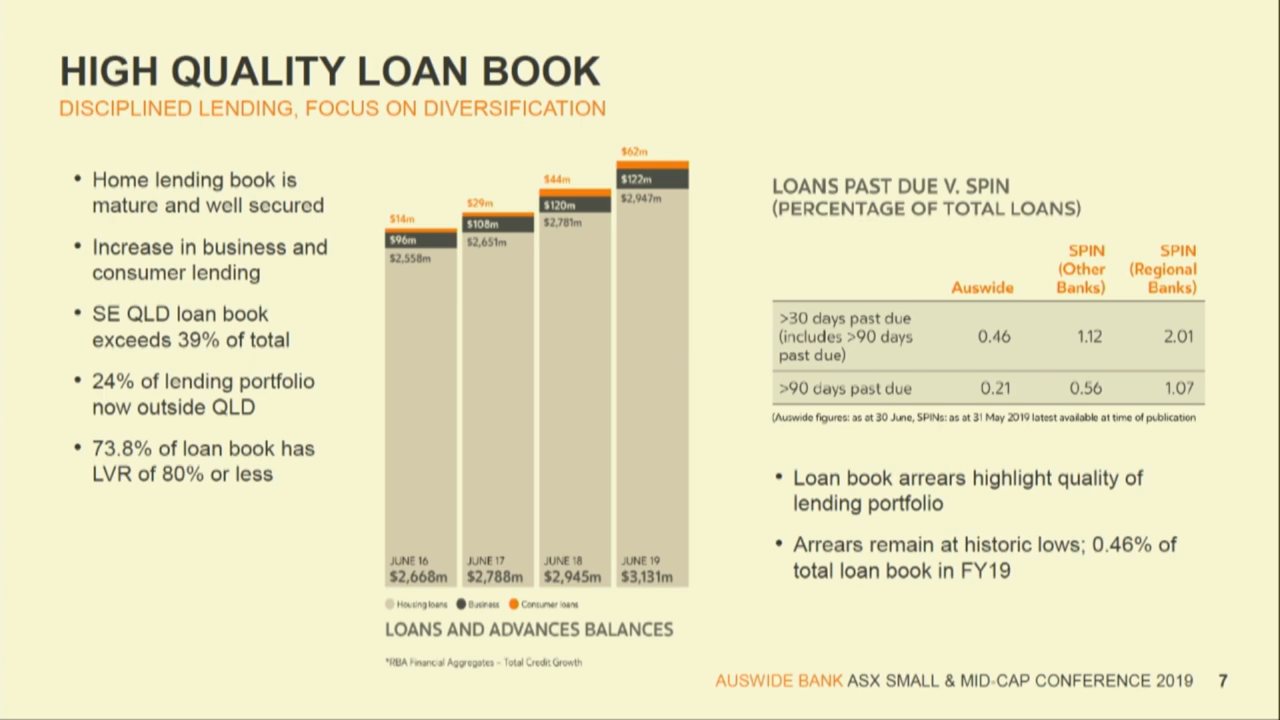 HIGH QUALITY LOAN BOOK
DISCIPLINED LENDING, FOCUS ON DIVERSIFICATION
• Home lending book is
mature and well secured
• Increase in business and
consumer lending
• SE QLD loan book
exceeds 39% of total
• 24% of lending portfolio
now outside QLD
• 73.8% of loan book has
LVR of 80% or less
$14m
$96m
$2,558m
JUNE 16
$2,668m
$29m
$108m
$2,651m
JUNE 17
$2,788m
$44m
$120m
$2,781m
JUNE 18
$2,945m
$62m
$122m
$2,947m
JUNE 19
$3,131m
Housing loans Business Consumer loans
LOANS AND ADVANCES BALANCES
*RBA Financial Aggregates – Total Credit Growth
LOANS PAST DUE V. SPIN
(PERCENTAGE OF TOTAL LOANS)
Auswide
SPIN
(Other
Banks)
SPIN
(Regional
Banks)
>30 days past due
(includes >90 days
past due)
0.46 1.12 2.01
>90 days past due 0.21 0.56 1.07
(Auswide figures: as at 30 June, SPINs: as at 31 May 2019 latest available at time of publication
• Loan book arrears highlight quality of
lending portfolio
• Arrears remain at historic lows; 0.46% of
total loan book in FY19
AUSWIDE BANK ASX SMALL & MID-CAP CONFERENCE 2019 7